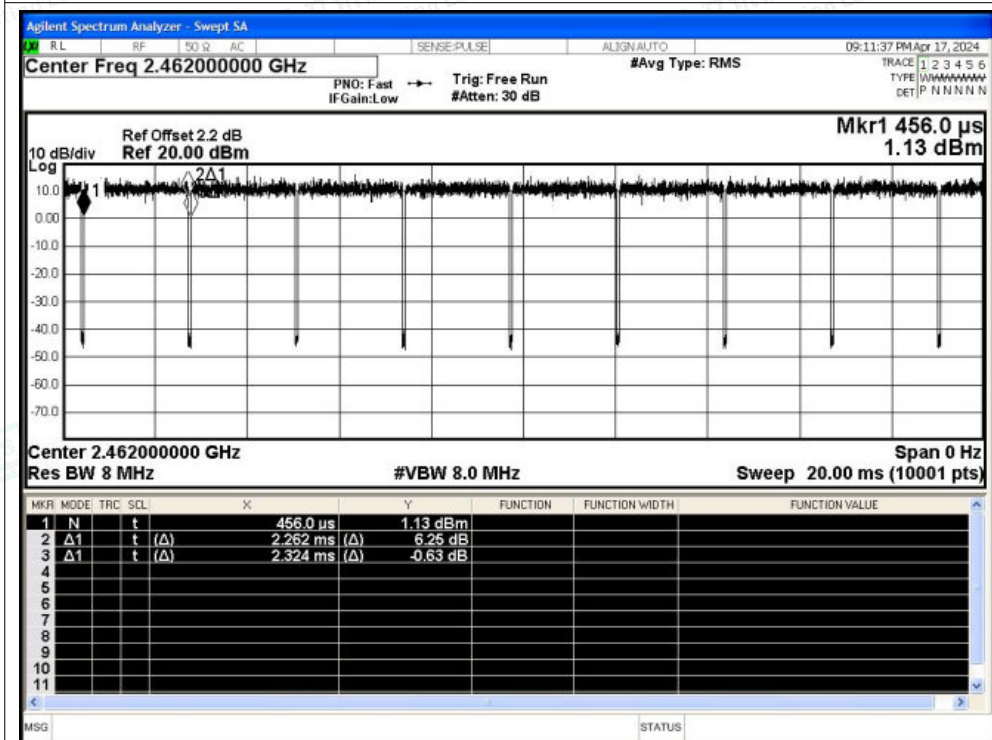 Agilent Spectrum Analyzer - Swept SA
LXI RL RF 50 Ω AC SENSE:PULSE ALIGN AUTO 09:11:37 PM Apr 17, 2024
Center Freq 2.462000000 GHz
PNO: Fast
IFGain:Low
Trig: Free Run
#Atten: 30 dB
#Avg Type: RMS
TRACE 1 2 3 4 5 6
TYPE WWWWWW
DET P N N N N N
Mkr1 456.0 µs
1.13 dBm
Ref Offset 2.2 dB
10 dB/div Ref 20.00 dBm
Log
10.0
0.00
-10.0
-20.0
-30.0
-40.0
-50.0
-60.0
-70.0
1
2Δ1
Center 2.462000000 GHz Span 0 Hz
Res BW 8 MHz #VBW 8.0 MHz Sweep 20.00 ms (10001 pts)
MKR MODE TRC SCL X Y FUNCTION FUNCTION WIDTH FUNCTION VALUE
1 N t 456.0 µs 1.13 dBm
2 Δ1 t (Δ) 2.262 ms (Δ) 6.25 dB
3 Δ1 t (Δ) 2.324 ms (Δ) -0.63 dB
4
5
6
7
8
9
10
11
MSG STATUS